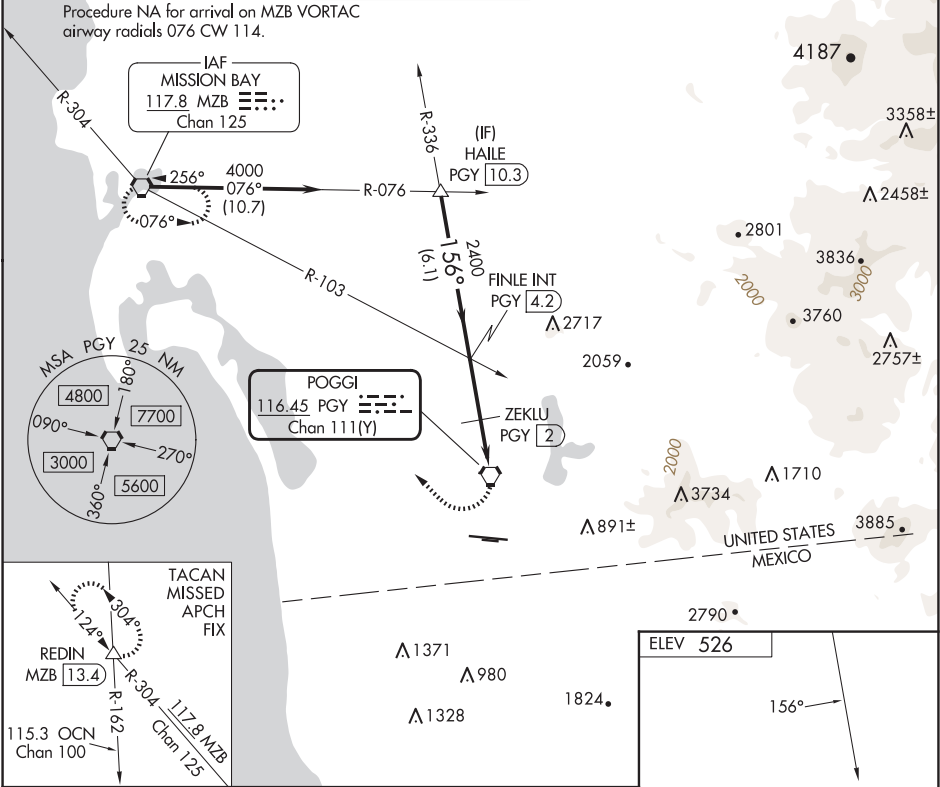 Procedure NA for arrival on MZB VORTAC
airway radials 076 CW 114.
IAF
MISSION BAY
117.8 MZB
Chan 125
R-304
256°
4000
076°
(10.7)
R-076
076°
R-103
R-336
(IF)
HAILE
PGY 10.3
2400
156°
(6.1)
FINLE INT
PGY 4.2
2717
2059
ZEKLU
PGY 2
POGGI
116.45 PGY
Chan 111(Y)
4187
3358±
2458±
2801
3836
2000
3000
3760
2757±
2000
3734
1710
891±
3885
UNITED STATES
MEXICO
2790
1371
980
1328
1824
MSA PGY 25 NM
180°
4800
7700
090°
270°
3000
5600
360°
TACAN
MISSED
APCH
FIX
304°
124°
REDIN
MZB 13.4
R-304
117.8 MZB
Chan 125
R-162
115.3 OCN
Chan 100
ELEV 526
156°